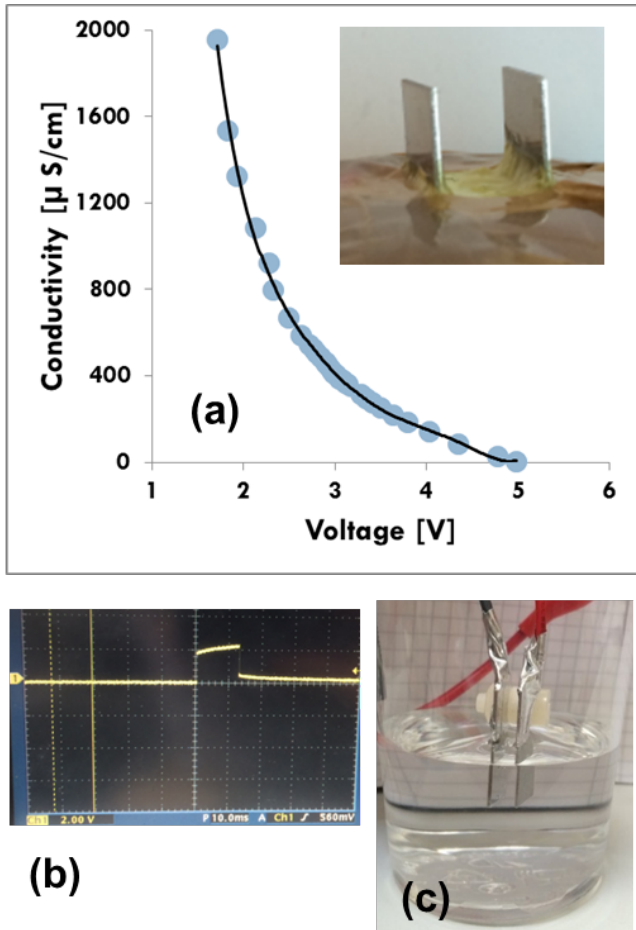 2000
1600
1200
800
400
0
Conductivity [µ S/cm]
(a)
1 2 3 4 5 6
Voltage [V]
1
Ch1 2.00 V P 10.0ms A Ch1 ʃ 560mV
(b)
(c)